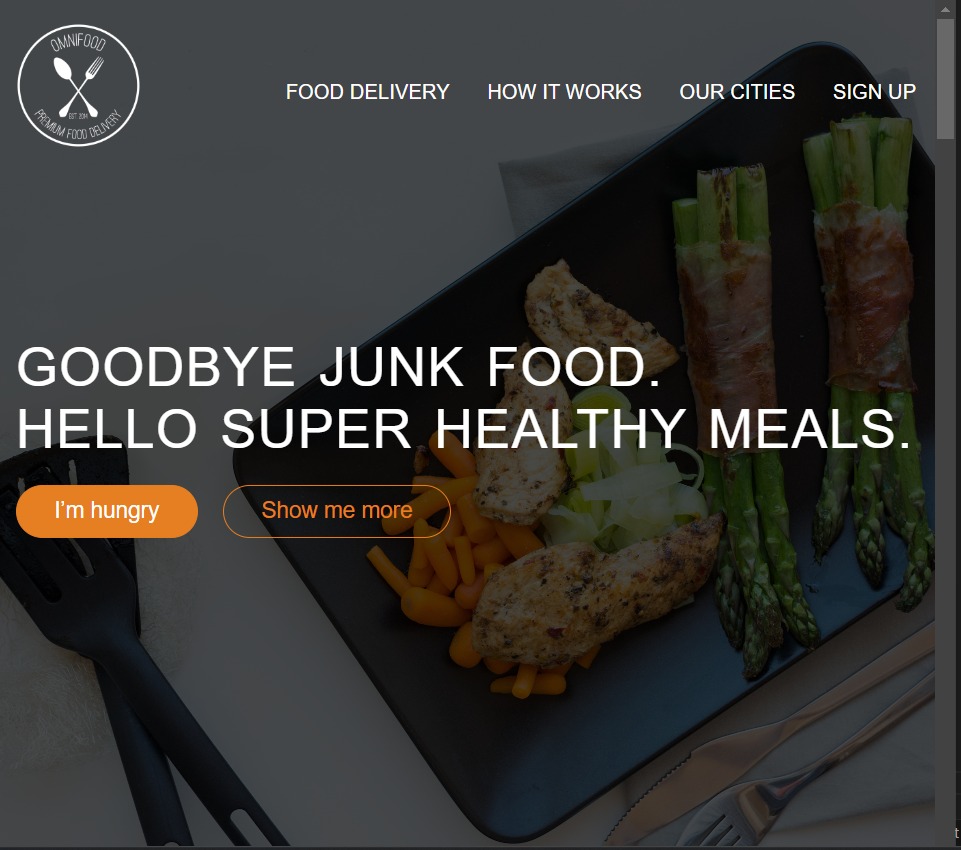 OMNIFOOD
EST 2014
PREMIUM FOOD DELIVERY
FOOD DELIVERY HOW IT WORKS OUR CITIES SIGN UP
GOODBYE JUNK FOOD.
HELLO SUPER HEALTHY MEALS.
I'm hungry Show me more
t